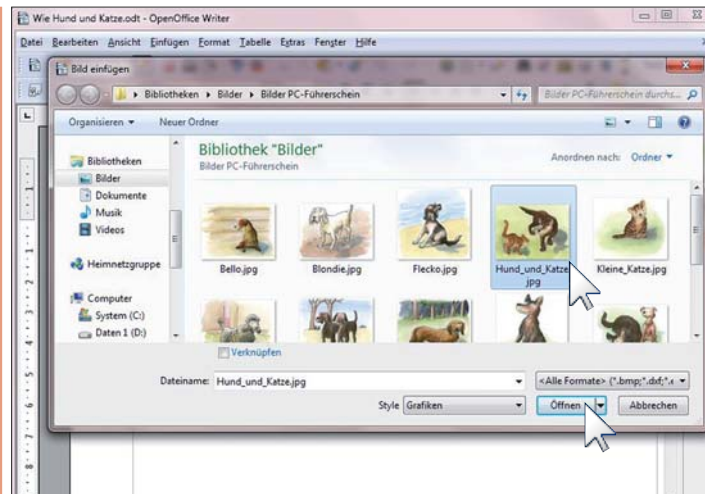 Wie Hund und Katze.odt - OpenOffice Writer
Datei Bearbeiten Ansicht Einfügen Format Tabelle Extras Fenster Hilfe
Bild einfügen
Bibliotheken ▸ Bilder ▸ Bilder PC-Führerschein
Bilder PC-Führerschein durchs...
Organisieren Neuer Ordner
Bibliotheken
Bilder
Dokumente
Musik
Videos
Heimnetzgruppe
Computer
System (C:)
Daten 1 (D:)
Bibliothek "Bilder"
Bilder PC-Führerschein
Anordnen nach: Ordner
Bello.jpg
Blondie.jpg
Flecko.jpg
Hund_und_Katze.
jpg
Kleine_Katze.jpg
Verknüpfen
Dateiname: Hund_und_Katze.jpg
<Alle Formate> (*.bmp;*.dxf;*.e
Style Grafiken
Öffnen
Abbrechen